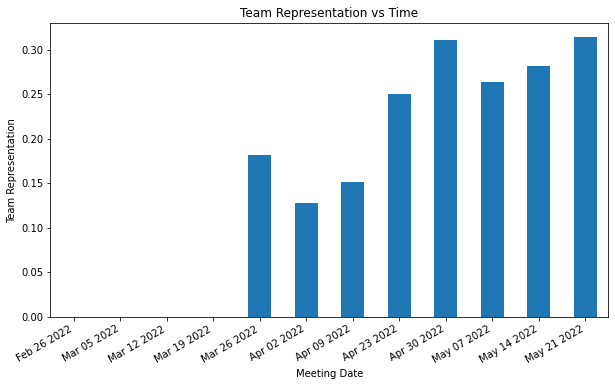 Team Representation vs Time
Team Representation
0.30
0.25
0.20
0.15
0.10
0.05
0.00
Feb 26 2022
Mar 05 2022
Mar 12 2022
Mar 19 2022
Mar 26 2022
Apr 02 2022
Apr 09 2022
Apr 23 2022
Apr 30 2022
May 07 2022
May 14 2022
May 21 2022
Meeting Date